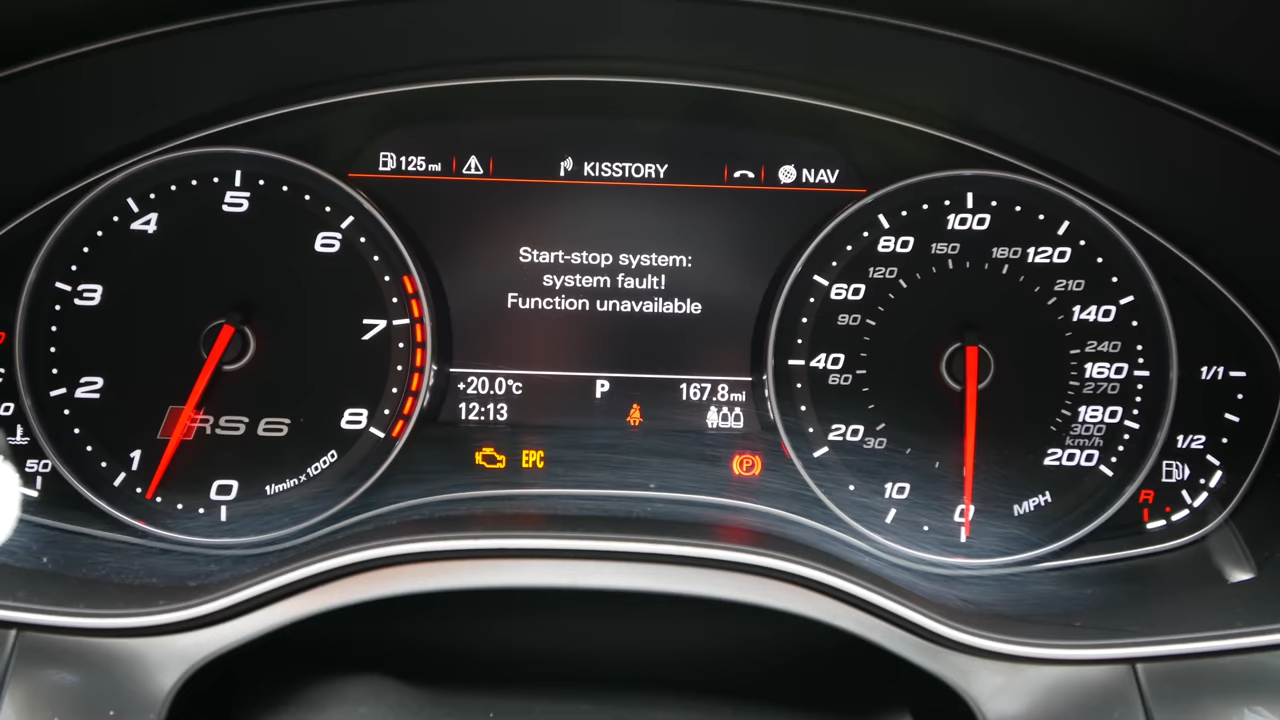 125 mi
KISSTORY
NAV
Start-stop system:
system fault!
Function unavailable
+20.0°C
P
167.8 mi
12:13
EPC
(P)
0
1
2
3
4
5
6
7
8
RS 6
1/min x 1000
50
0
10
20
40
60
80
100
120
140
160
180
200
MPH
30
60
90
120
150
180
210
240
270
300
km/h
1/1
1/2
R